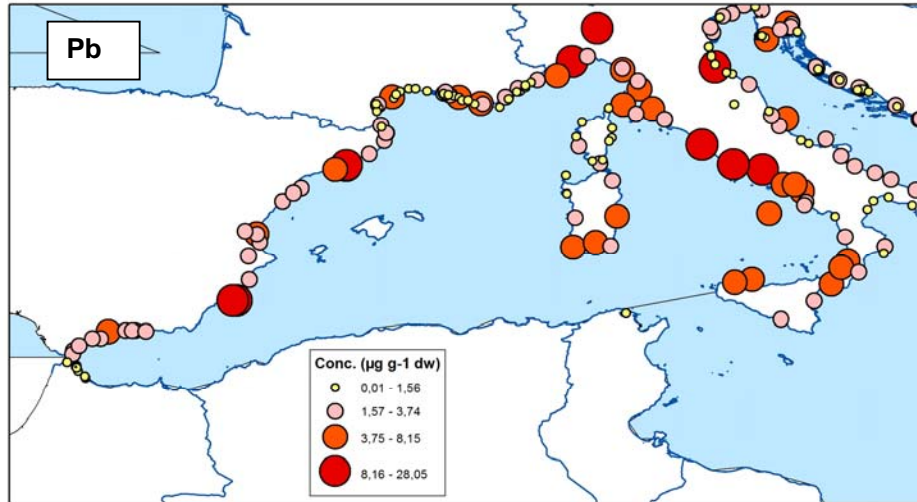 Pb
Conc. (µg g-1 dw)
0,01 - 1,56
1,57 - 3,74
3,75 - 8,15
8,16 - 28,05